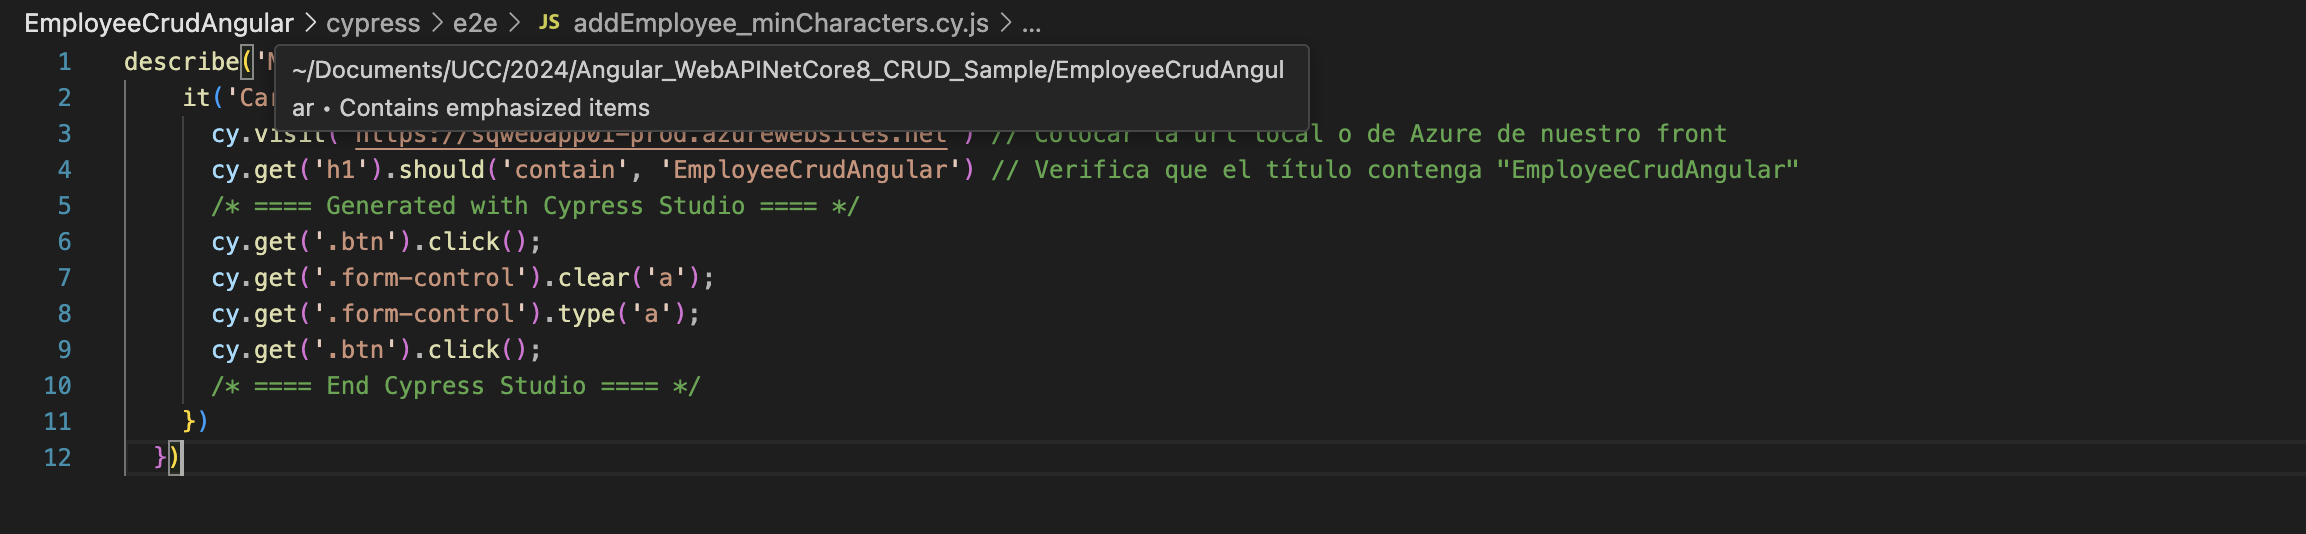 EmployeeCrudAngular > cypress > e2e > JS addEmployee_minCharacters.cy.js > ...
1 describe('
~/Documents/UCC/2024/Angular_WebAPINetCore8_CRUD_Sample/EmployeeCrudAngul
ar • Contains emphasized items
2 it('Car
3 cy.visit('https://sqwebapp01-prod.azurewebsites.net') // Colocar la url local o de Azure de nuestro front
4 cy.get('h1').should('contain', 'EmployeeCrudAngular') // Verifica que el título contenga "EmployeeCrudAngular"
5 /* ==== Generated with Cypress Studio ==== */
6 cy.get('.btn').click();
7 cy.get('.form-control').clear('a');
8 cy.get('.form-control').type('a');
9 cy.get('.btn').click();
10 /* ==== End Cypress Studio ==== */
11 })
12 })